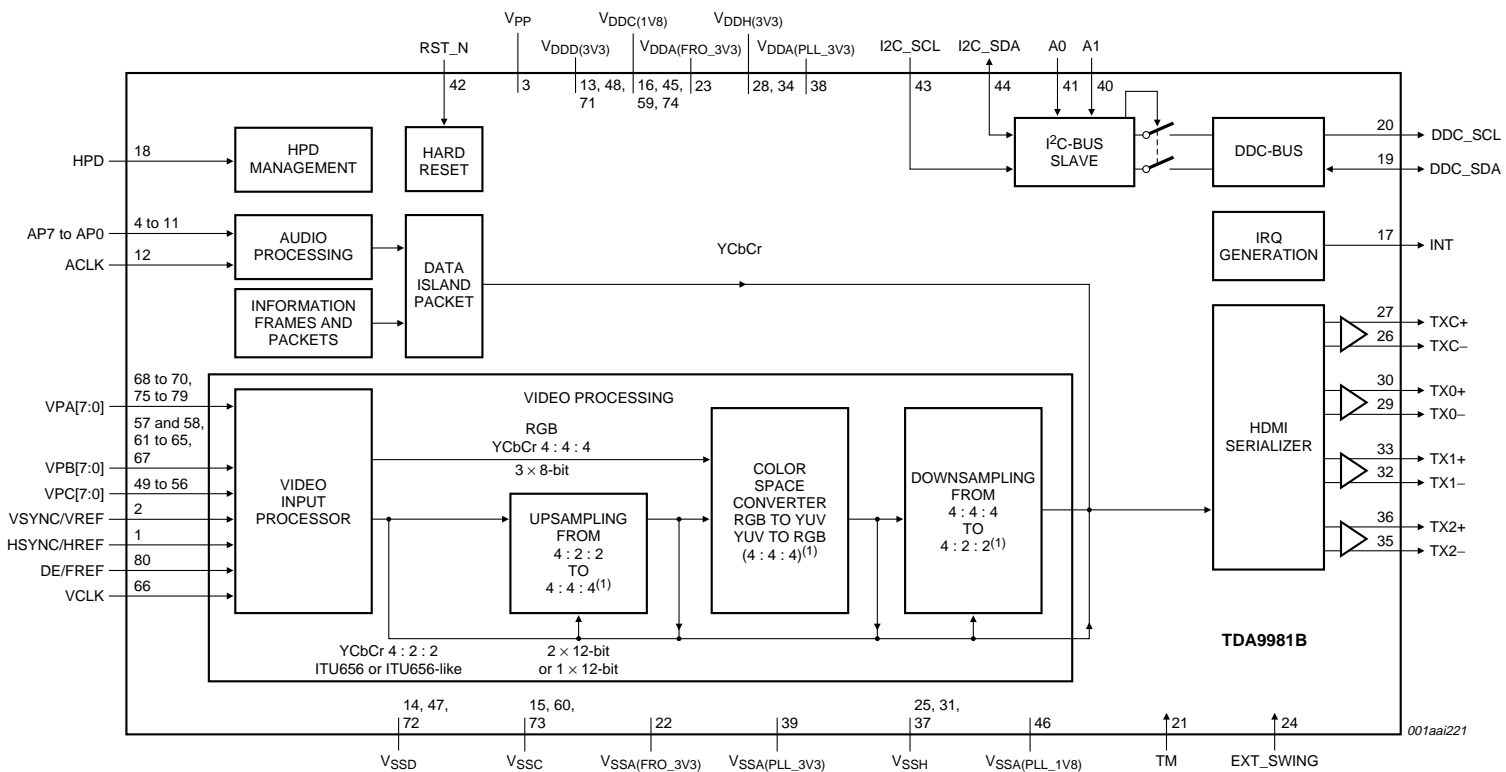 VPP
VDDD(3V3)
VDDC(1V8)
VDDA(FRO_3V3)
VDDH(3V3)
VDDA(PLL_3V3)
RST_N
I2C_SCL
I2C_SDA
A0
A1
42
3
13, 48,
71
16, 45,
59, 74
23
28, 34
38
43
44
41
40
HPD
18
HPD
MANAGEMENT
HARD
RESET
I²C-BUS
SLAVE
DDC-BUS
20
DDC_SCL
19
DDC_SDA
AP7 to AP0
4 to 11
ACLK
12
AUDIO
PROCESSING
INFORMATION
FRAMES AND
PACKETS
DATA
ISLAND
PACKET
YCbCr
IRQ
GENERATION
17
INT
VPA[7:0]
68 to 70,
75 to 79
VPB[7:0]
57 and 58,
61 to 65,
67
VPC[7:0]
49 to 56
VSYNC/VREF
2
HSYNC/HREF
1
DE/FREF
80
VCLK
66
VIDEO PROCESSING
VIDEO
INPUT
PROCESSOR
RGB
YCbCr 4 : 4 : 4
3 × 8-bit
UPSAMPLING
FROM
4 : 2 : 2
TO
4 : 4 : 4(1)
COLOR
SPACE
CONVERTER
RGB TO YUV
YUV TO RGB
(4 : 4 : 4)(1)
DOWNSAMPLING
FROM
4 : 4 : 4
TO
4 : 2 : 2(1)
YCbCr 4 : 2 : 2
ITU656 or ITU656-like
2 × 12-bit
or 1 × 12-bit
HDMI
SERIALIZER
27
TXC+
26
TXC−
30
TX0+
29
TX0−
33
TX1+
32
TX1−
36
TX2+
35
TX2−
TDA9981B
14, 47,
72
15, 60,
73
22
39
25, 31,
37
46
21
24
VSSD
VSSC
VSSA(FRO_3V3)
VSSA(PLL_3V3)
VSSH
VSSA(PLL_1V8)
TM
EXT_SWING
001aai221